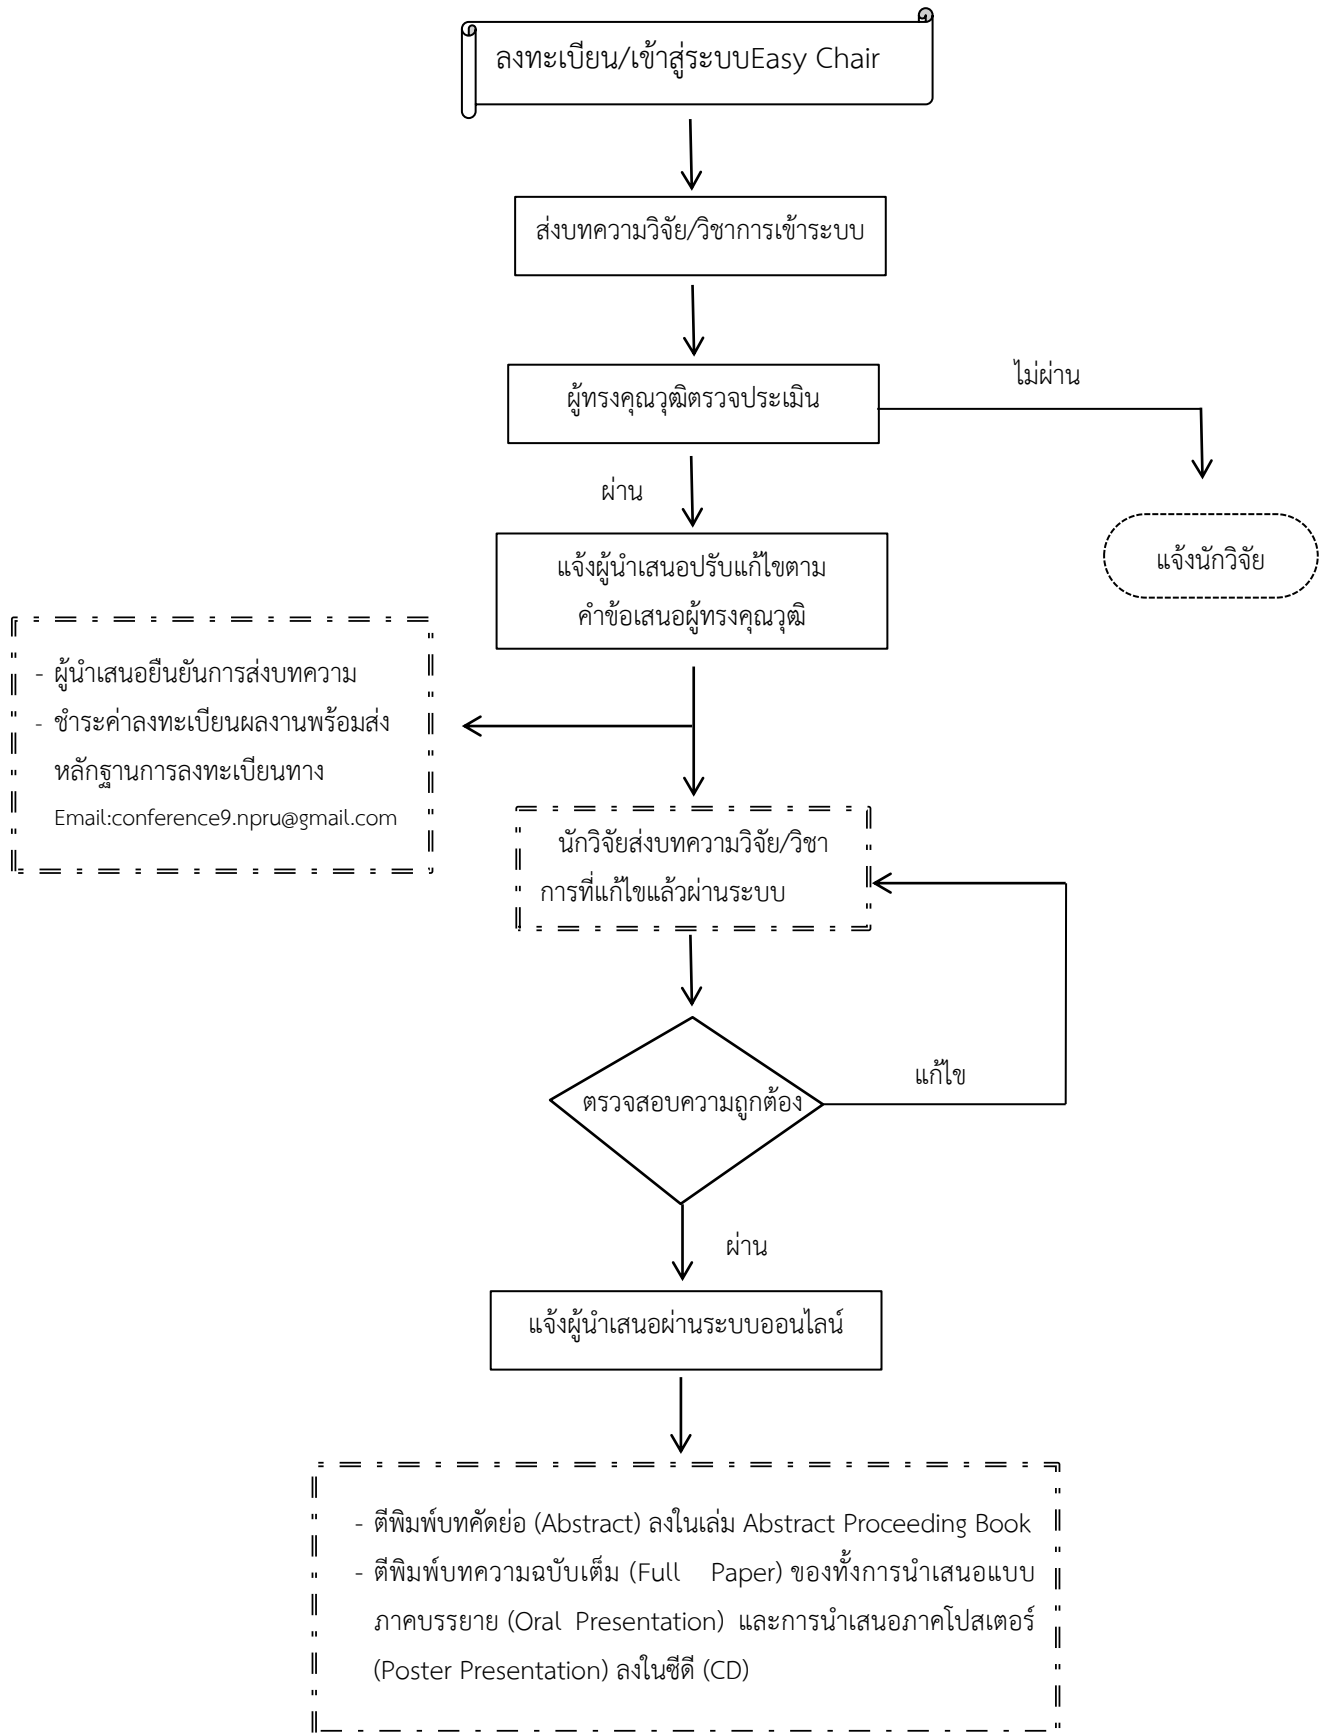 ลงทะเบียน/เข้าสู่ระบบEasy Chair
ส่งบทความวิจัย/วิชาการเข้าระบบ
ผู้ทรงคุณวุฒิตรวจประเมิน
ไม่ผ่าน
ผ่าน
แจ้งนักวิจัย
แจ้งผู้นำเสนอปรับแก้ไขตาม
คำข้อเสนอผู้ทรงคุณวุฒิ
- ผู้นำเสนอยืนยันการส่งบทความ
- ชำระค่าลงทะเบียนผลงานพร้อมส่ง
หลักฐานการลงทะเบียนทาง
Email:conference9.npru@gmail.com
นักวิจัยส่งบทความวิจัย/วิชา
การที่แก้ไขแล้วผ่านระบบ
แก้ไข
ตรวจสอบความถูกต้อง
ผ่าน
แจ้งผู้นำเสนอผ่านระบบออนไลน์
- ตีพิมพ์บทคัดย่อ (Abstract) ลงในเล่ม Abstract Proceeding Book
- ตีพิมพ์บทความฉบับเต็ม (Full Paper) ของทั้งการนำเสนอแบบ
ภาคบรรยาย (Oral Presentation) และการนำเสนอภาคโปสเตอร์
(Poster Presentation) ลงในซีดี (CD)